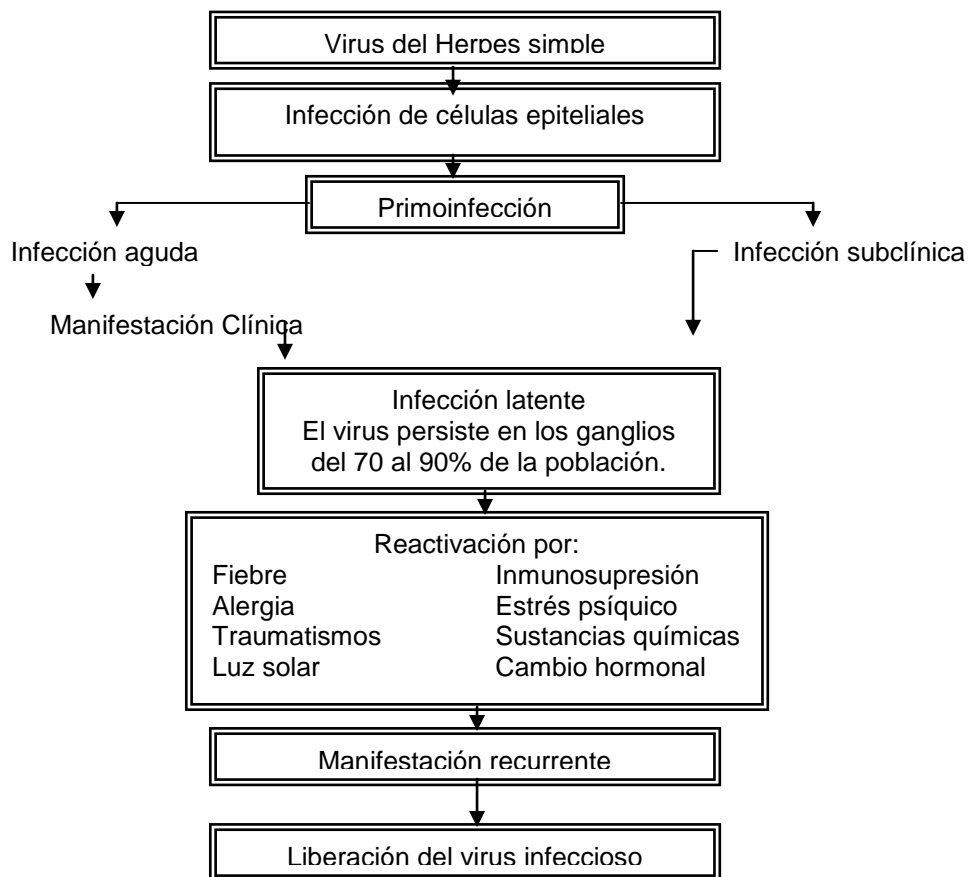 Virus del Herpes simple
Infección de células epiteliales
Primoinfección
Infección aguda
Infección subclínica
Manifestación Clínica
Infección latente
El virus persiste en los ganglios
del 70 al 90% de la población.
Reactivación por:
Fiebre Inmunosupresión
Alergia Estrés psíquico
Traumatismos Sustancias químicas
Luz solar Cambio hormonal
Manifestación recurrente
Liberación del virus infeccioso